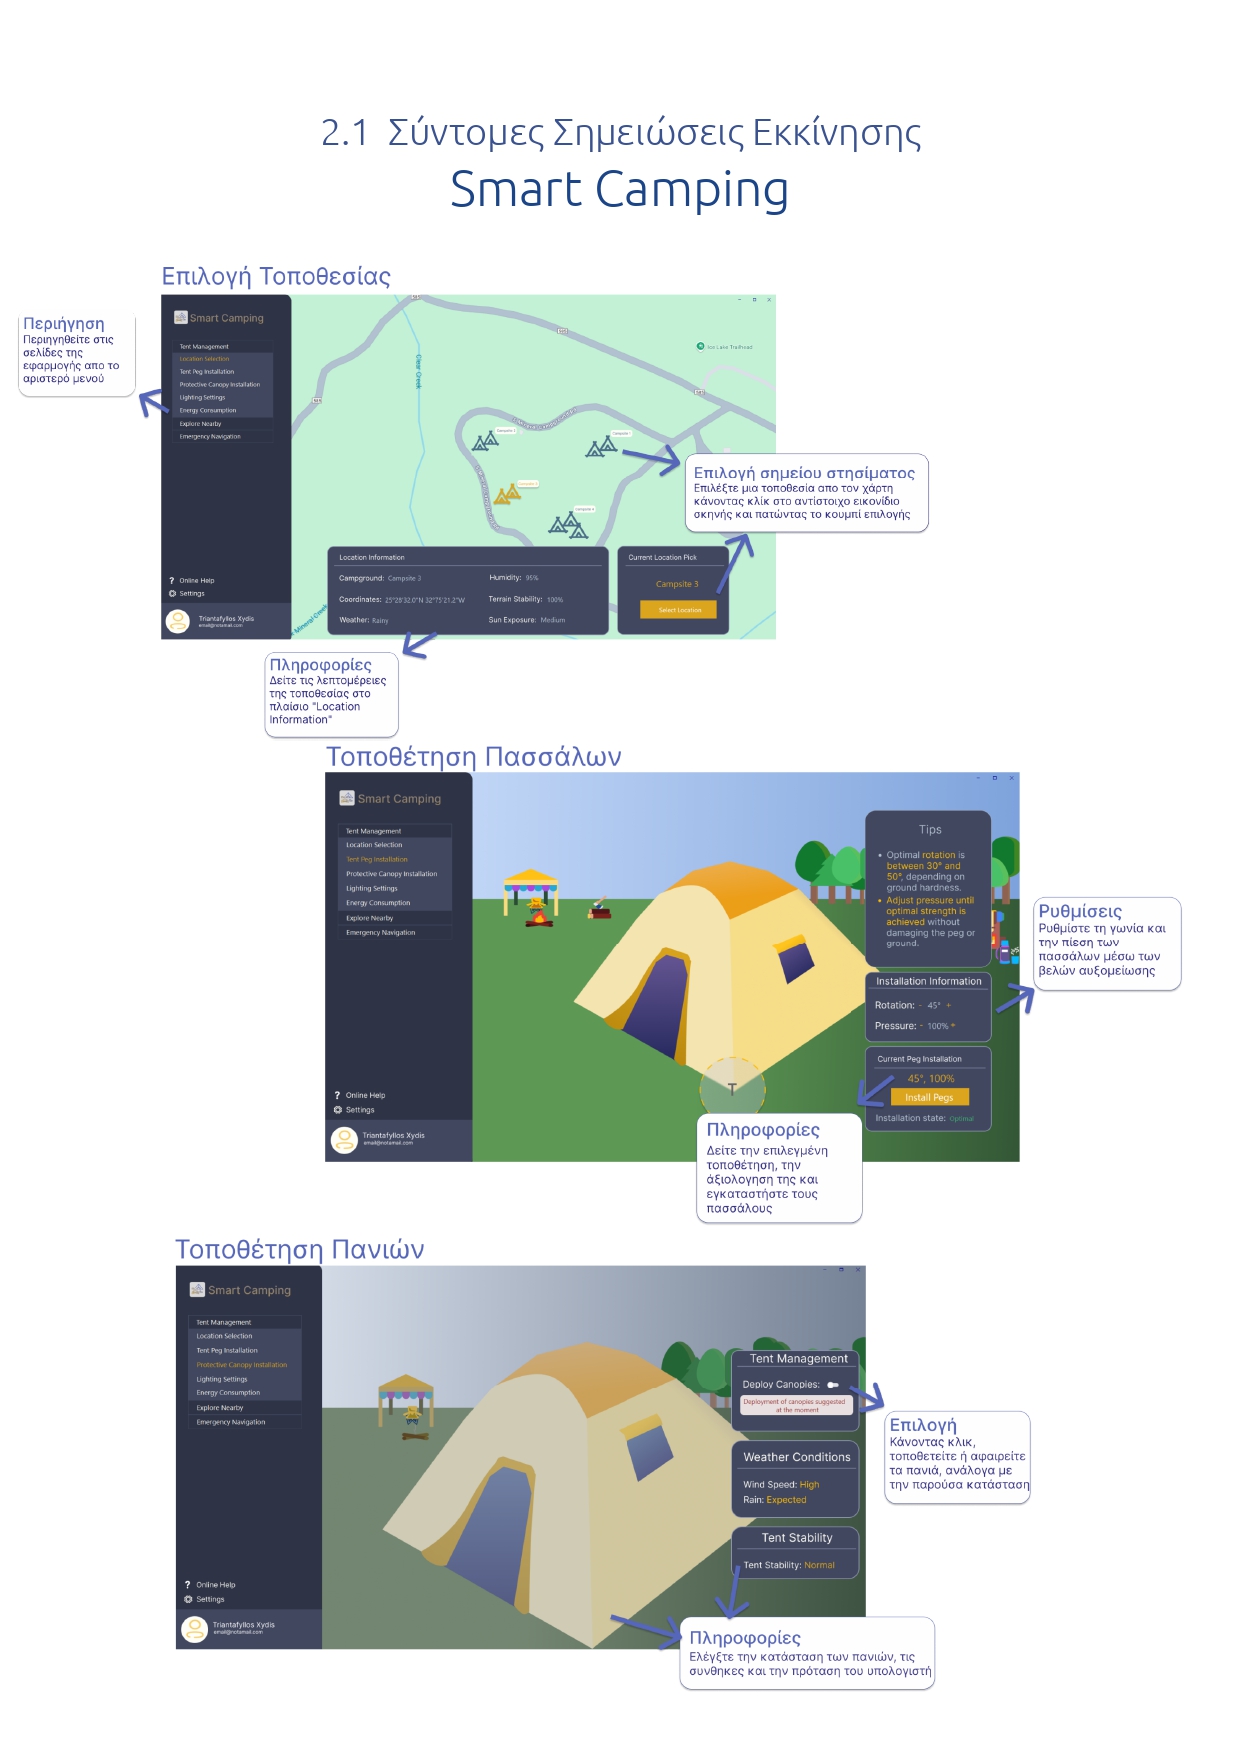 2.1 Σύντομες Σημειώσεις Εκκίνησης
Smart Camping
Επιλογή Τοποθεσίας
Περιήγηση
Περιηγηθείτε στις
σελίδες της
εφαρμογής απο το
αριστερό μενού
Smart Camping
Tent Management
Location Selection
Tent Peg Installation
Protective Canopy Installation
Lighting Settings
Energy Consumption
Explore Nearby
Emergency Navigation
? Online Help
Settings
Triantafyllos Xydis
email@notamail.com
Clear Creek
Ice Lake Trailhead
Mineral Creek
Επιλογή σημείου στησίματος
Επιλέξτε μια τοποθεσία απο τον χάρτη
κάνοντας κλίκ στο αντίστοιχο εικονίδιο
σκηνής και πατώντας το κουμπί επιλογής
Location Information
Campground: Campsite 3
Humidity: 95%
Coordinates: 25°28'32.0"N 32°75'21.2"W
Terrain Stability: 100%
Weather: Rainy
Sun Exposure: Medium
Current Location Pick
Campsite 3
Select Location
Πληροφορίες
Δείτε τις λεπτομέρειες
της τοποθεσίας στο
πλαίσιο "Location
Information"
Τοποθέτηση Πασσάλων
Smart Camping
Tent Management
Location Selection
Tent Peg Installation
Protective Canopy Installation
Lighting Settings
Energy Consumption
Explore Nearby
Emergency Navigation
? Online Help
Settings
Triantafyllos Xydis
email@notamail.com
Tips
• Optimal rotation is
between 30° and
50°, depending on
ground hardness.
• Adjust pressure until
optimal strength is
achieved without
damaging the peg or
ground.
Installation Information
Rotation: - 45° +
Pressure: - 100% +
Current Peg Installation
45°, 100%
Install Pegs
Installation state: Optimal
Ρυθμίσεις
Ρυθμίστε τη γωνία και
την πίεση των
πασσάλων μέσω των
βελών αυξομείωσης
Πληροφορίες
Δείτε την επιλεγμένη
τοποθέτηση, την
άξιολογηση της και
εγκαταστήστε τους
πασσάλους
Τοποθέτηση Πανιών
Smart Camping
Tent Management
Location Selection
Tent Peg Installation
Protective Canopy Installation
Lighting Settings
Energy Consumption
Explore Nearby
Emergency Navigation
? Online Help
Settings
Triantafyllos Xydis
email@notamail.com
Tent Management
Deploy Canopies:
Deployment of canopies suggested
at the moment
Weather Conditions
Wind Speed: High
Rain: Expected
Tent Stability
Tent Stability: Normal
Επιλογή
Κάνοντας κλικ,
τοποθετείτε ή αφαιρείτε
τα πανιά, ανάλογα με
την παρούσα κατάσταση
Πληροφορίες
Ελέγξτε την κατάσταση των πανιών, τις
συνθηκες και την πρόταση του υπολογιστή